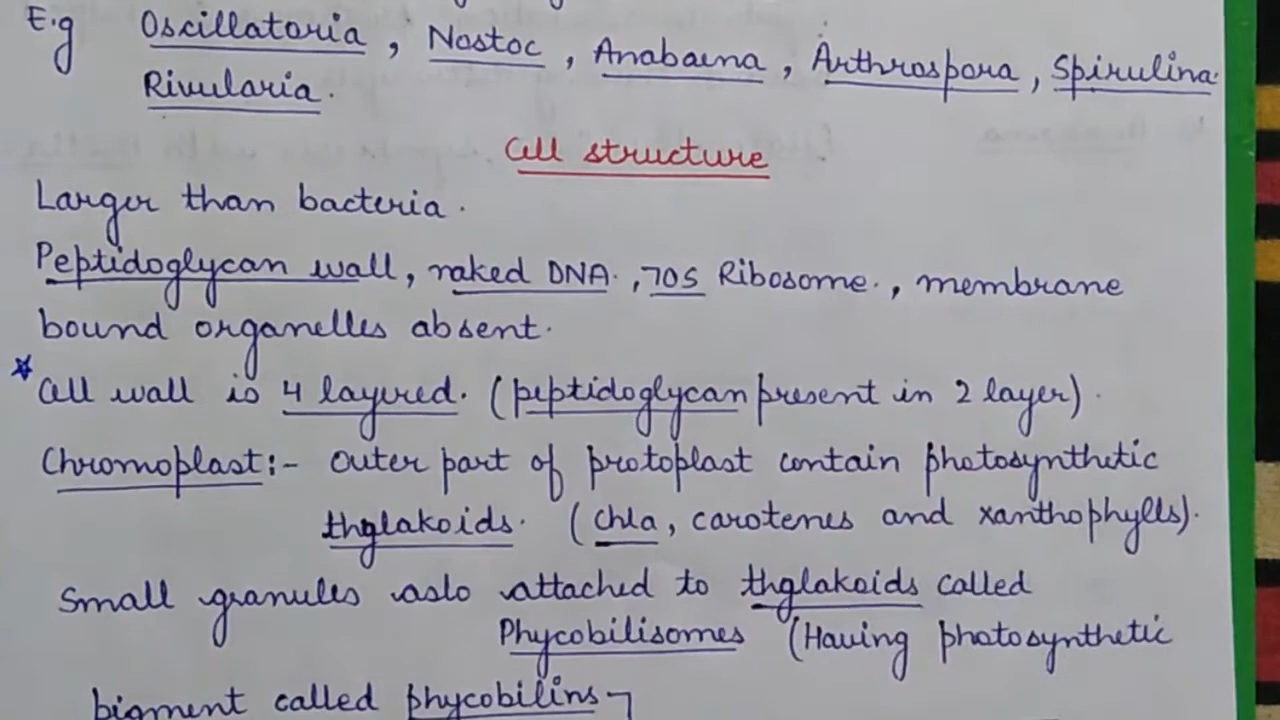 E.g Oscillatoria, Nostoc, Anabaena, Arthrospora, Spirulina.
Rivularia.
Cell structure
Larger than bacteria.
Peptidoglycan wall, naked DNA., 70S Ribosome., membrane
bound organelles absent.
Cell wall is 4 layered. (peptidoglycan present in 2 layer).
Chromoplast:- outer part of protoplast contain photosynthetic
thylakoids. (chla, carotenes and xanthophylls).
Small granules aslo attached to thylakoids called
Phycobilisomes (Having photosynthetic
pigment called phycobilins